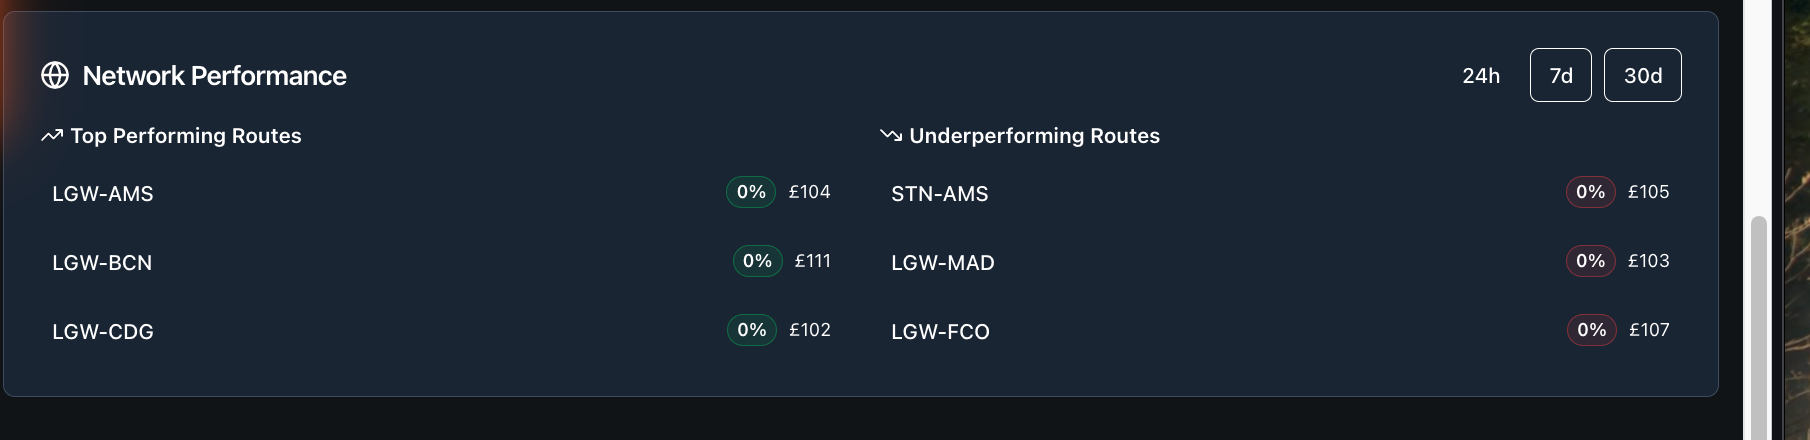 Network Performance
24h 7d 30d
Top Performing Routes
LGW-AMS 0% £104
LGW-BCN 0% £111
LGW-CDG 0% £102
Underperforming Routes
STN-AMS 0% £105
LGW-MAD 0% £103
LGW-FCO 0% £107